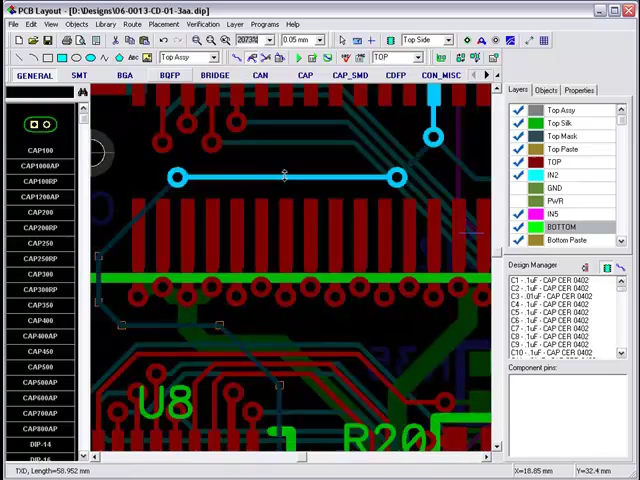 PCB Layout - [D:\Designs\06-0013-CD-01-3aa.dip]
File Edit View Objects Library Route Placement Verification Layer Programs Help
2073% 0.05 mm Top Side
Top Assy TOP
GENERAL SMT BGA BQFP BRIDGE CAN CAP CAP_SMD CDFP CON_MISC
CAP100
CAP1000AP
CAP100RP
CAP1200AP
CAP200
CAP200RP
CAP250
CAP250RP
CAP300
CAP300RP
CAP350
CAP400
CAP400AP
CAP450
CAP500
CAP500AP
CAP600AP
CAP700AP
CAP800AP
DIP-14
DIP-16
U8
R20
Layers Objects Properties
Top Assy
Top Silk
Top Mask
Top Paste
TOP
IN2
GND
PWR
IN5
BOTTOM
Bottom Paste
Design Manager
C1 - .1uF - CAP CER 0402
C2 - .1uF - CAP CER 0402
C3 - .01uF - CAP CER 0402
C4 - .1uF - CAP CER 0402
C5 - .1uF - CAP CER 0402
C6 - .1uF - CAP CER 0402
C7 - .1uF - CAP CER 0402
C8 - .1uF - CAP CER 0402
C9 - .1uF - CAP CER 0402
C10 - .1uF - CAP CER 0402
Component pins:
TXD, Length=58.952 mm X=18.85 mm Y=32.4 mm